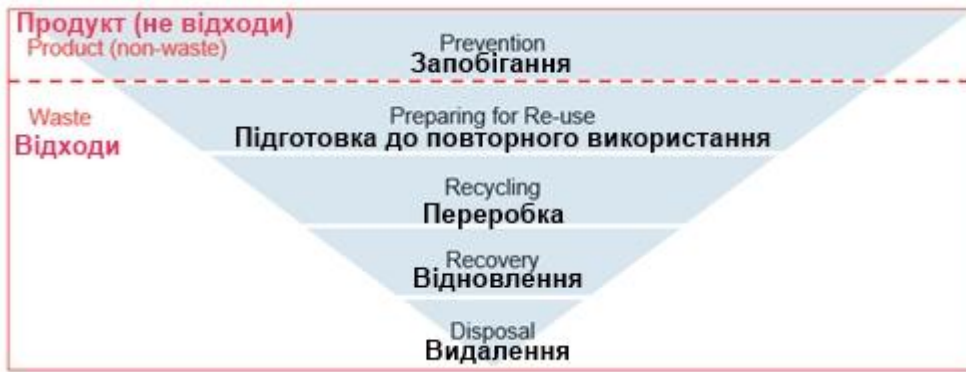 Продукт (не відходи)
Product (non-waste)
Prevention
Запобігання
Waste
Відходи
Preparing for Re-use
Підготовка до повторного використання
Recycling
Переробка
Recovery
Відновлення
Disposal
Видалення